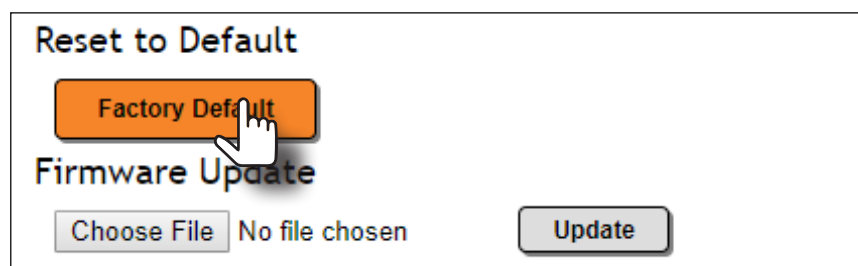 Reset to Default
Factory Default
Firmware Update
Choose File No file chosen Update